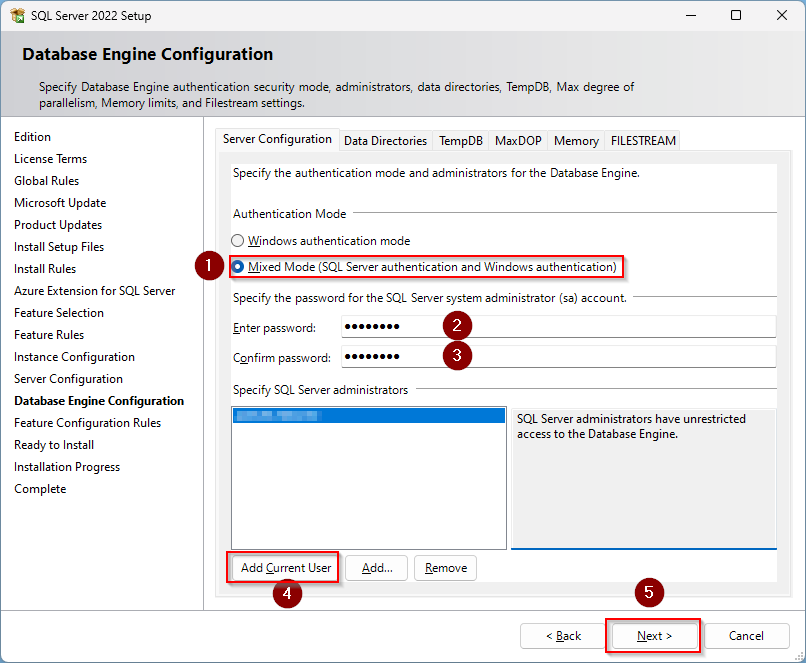 SQL Server 2022 Setup
Database Engine Configuration
Specify Database Engine authentication security mode, administrators, data directories, TempDB, Max degree of
parallelism, Memory limits, and Filestream settings.
Edition
License Terms
Global Rules
Microsoft Update
Product Updates
Install Setup Files
Install Rules
Azure Extension for SQL Server
Feature Selection
Feature Rules
Instance Configuration
Server Configuration
Database Engine Configuration
Feature Configuration Rules
Ready to Install
Installation Progress
Complete
Server Configuration Data Directories TempDB MaxDOP Memory FILESTREAM
Specify the authentication mode and administrators for the Database Engine.
Authentication Mode
Windows authentication mode
1 Mixed Mode (SQL Server authentication and Windows authentication)
Specify the password for the SQL Server system administrator (sa) account.
Enter password: ●●●●●●●● 2
Confirm password: ●●●●●●●● 3
Specify SQL Server administrators
SQL Server administrators have unrestricted
access to the Database Engine.
Add Current User Add... Remove
4
5
< Back Next > Cancel